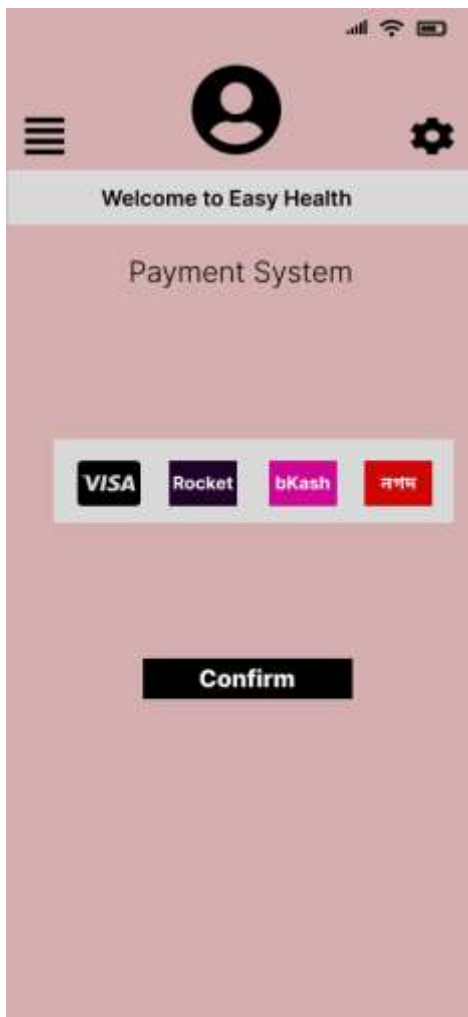 Welcome to Easy Health
Payment System
VISA Rocket bKash নগদ
Confirm